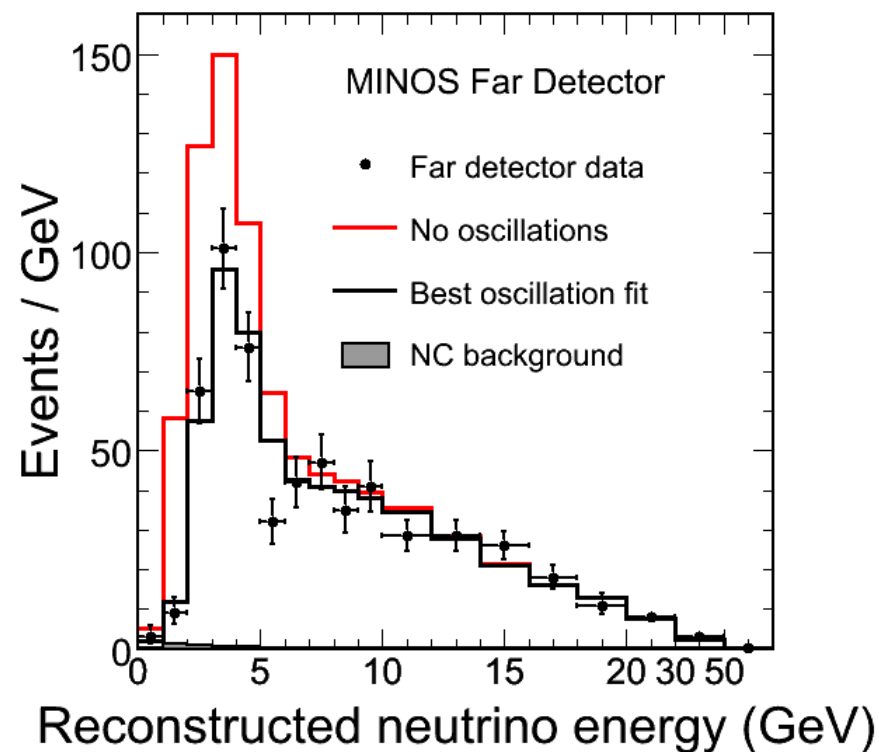 150
100
50
0
Events / GeV
MINOS Far Detector
Far detector data
No oscillations
Best oscillation fit
NC background
0 5 10 15 20 30 50
Reconstructed neutrino energy (GeV)